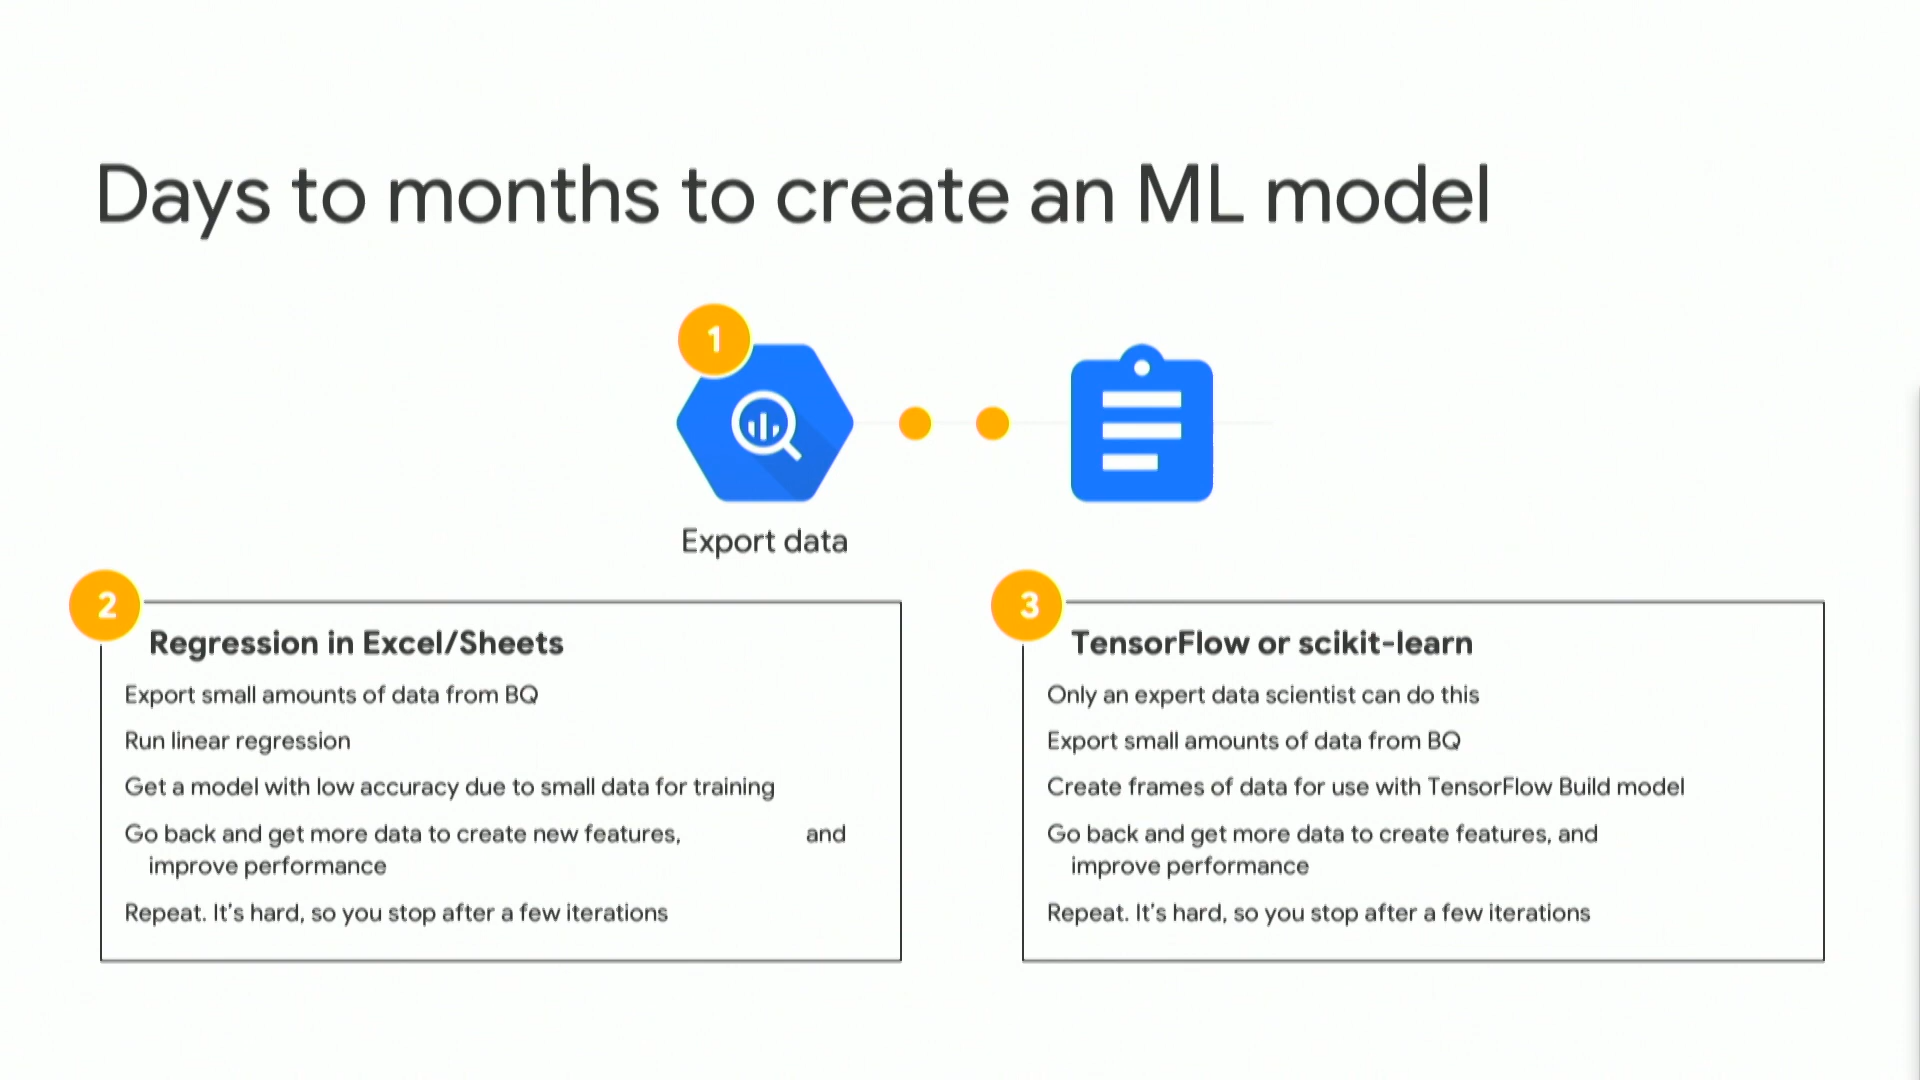 Days to months to create an ML model
1
Export data
2
Regression in Excel/Sheets
Export small amounts of data from BQ
Run linear regression
Get a model with low accuracy due to small data for training
Go back and get more data to create new features, and
improve performance
Repeat. It's hard, so you stop after a few iterations
3
TensorFlow or scikit-learn
Only an expert data scientist can do this
Export small amounts of data from BQ
Create frames of data for use with TensorFlow Build model
Go back and get more data to create features, and
improve performance
Repeat. It's hard, so you stop after a few iterations